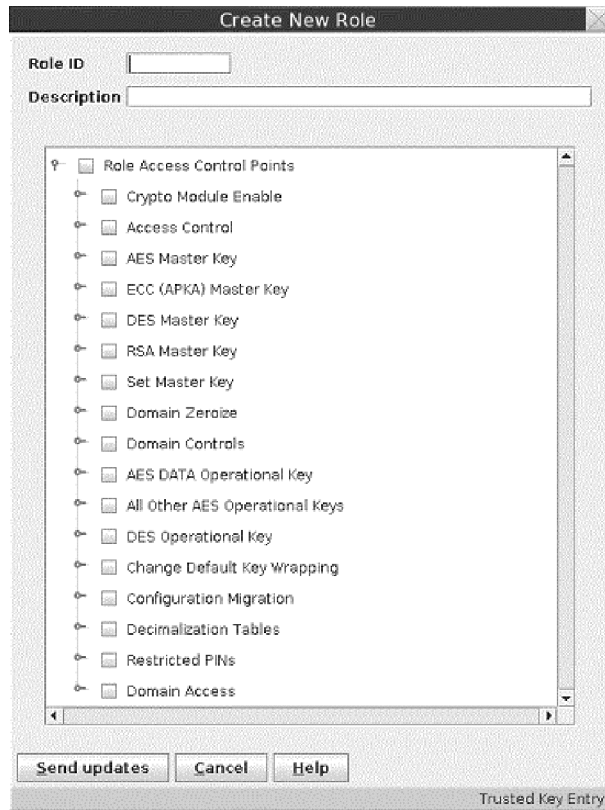 Create New Role
Role ID
Description
Role Access Control Points
Crypto Module Enable
Access Control
AES Master Key
ECC (APKA) Master Key
DES Master Key
RSA Master Key
Set Master Key
Domain Zeroize
Domain Controls
AES DATA Operational Key
All Other AES Operational Keys
DES Operational Key
Change Default Key Wrapping
Configuration Migration
Decimalization Tables
Restricted PINs
Domain Access
Send updates Cancel Help
Trusted Key Entry